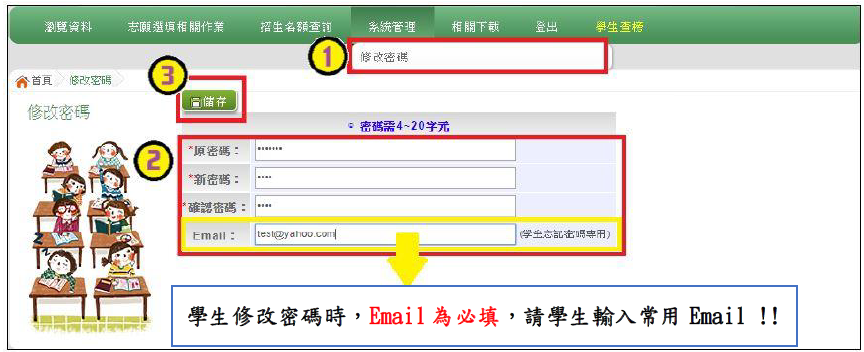 瀏覽資料 志願選填相關作業 招生名額查詢 系統管理 相關下載 登出 學生查榜
1 修改密碼
首頁 修改密碼 3
儲存
修改密碼
密碼需4~20字元
2
*原密碼： •••••••
*新密碼： ••••
*確認密碼： ••••
Email： test@yahoo.com (學生忘記密碼專用)
學生修改密碼時，Email為必填，請學生輸入常用 Email !!